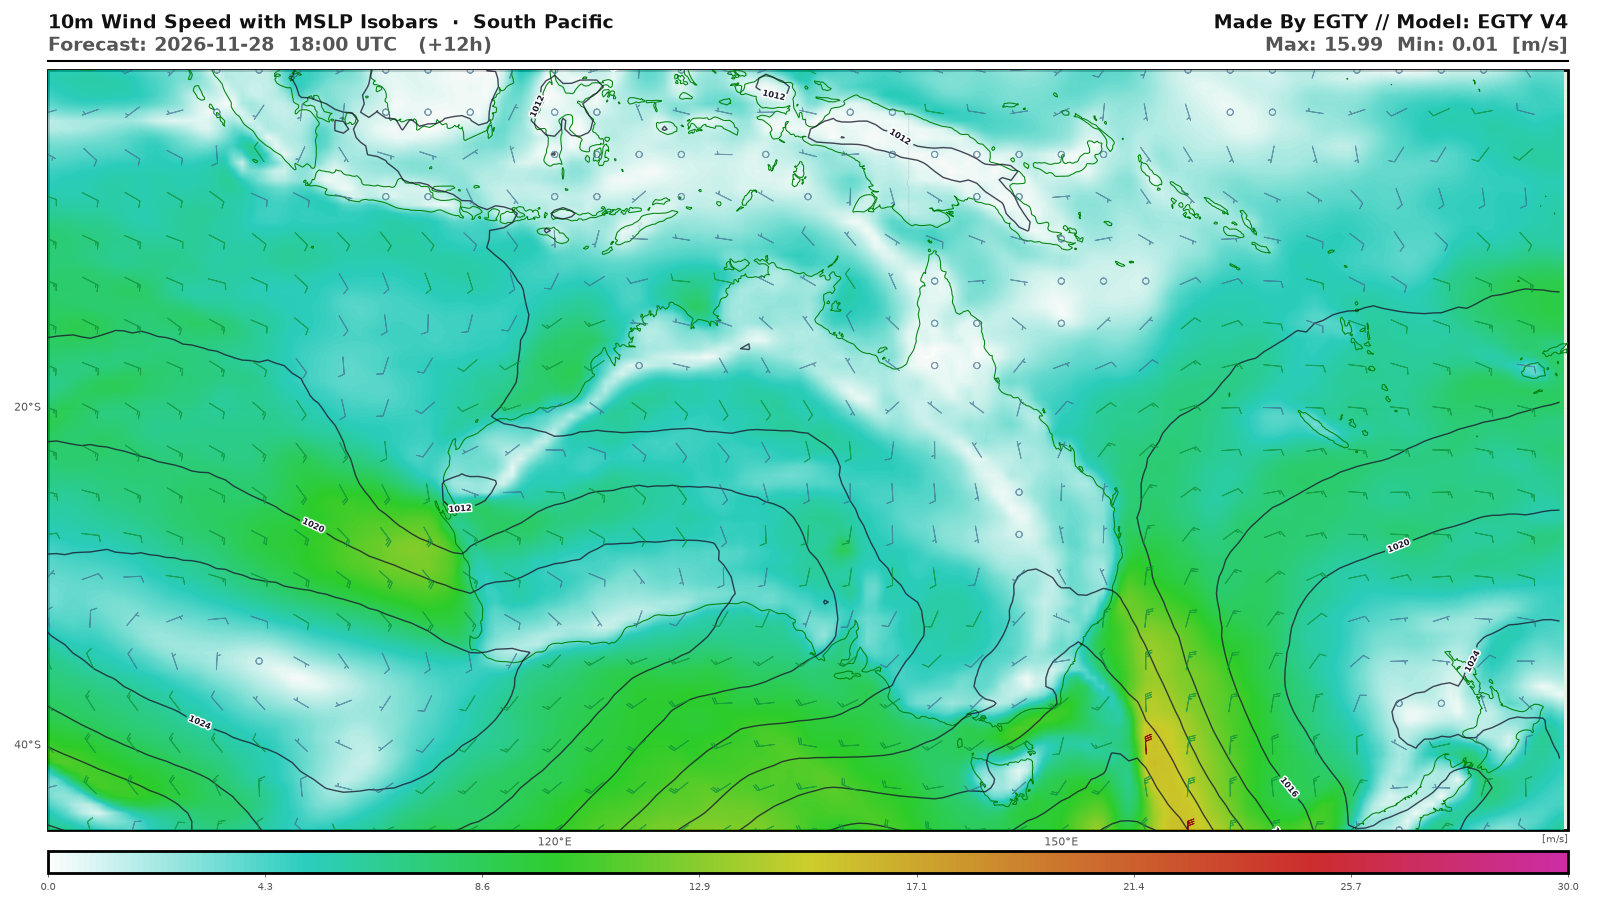 10m Wind Speed with MSLP Isobars · South Pacific
Made By EGTY // Model: EGTY V4
Forecast: 2026-11-28 18:00 UTC (+12h)
Max: 15.99 Min: 0.01 [m/s]
1012
1012
1012
20°S
1012
1020
1020
1024
1024
40°S
1016
120°E
150°E
[m/s]
0.0
4.3
8.6
12.9
17.1
21.4
25.7
30.0